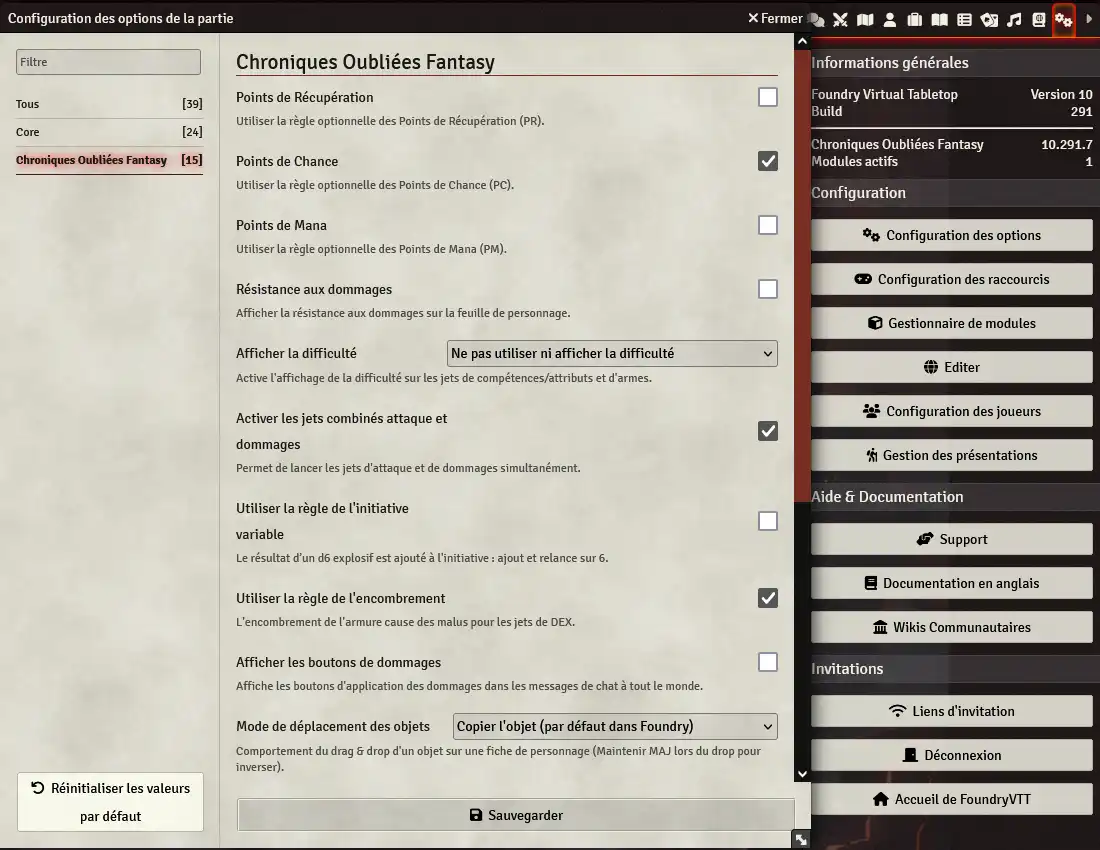 Configuration des options de la partie
Fermer
Filtre
Tous [39]
Core [24]
Chroniques Oubliées Fantasy [15]
Réinitialiser les valeurs
par défaut
Chroniques Oubliées Fantasy
Points de Récupération
Utiliser la règle optionnelle des Points de Récupération (PR).
Points de Chance
Utiliser la règle optionnelle des Points de Chance (PC).
Points de Mana
Utiliser la règle optionnelle des Points de Mana (PM).
Résistance aux dommages
Afficher la résistance aux dommages sur la feuille de personnage.
Afficher la difficulté
Ne pas utiliser ni afficher la difficulté
Active l'affichage de la difficulté sur les jets de compétences/attributs et d'armes.
Activer les jets combinés attaque et
dommages
Permet de lancer les jets d'attaque et de dommages simultanément.
Utiliser la règle de l'initiative
variable
Le résultat d'un d6 explosif est ajouté à l'initiative : ajout et relance sur 6.
Utiliser la règle de l'encombrement
L'encombrement de l'armure cause des malus pour les jets de DEX.
Afficher les boutons de dommages
Affiche les boutons d'application des dommages dans les messages de chat à tout le monde.
Mode de déplacement des objets
Copier l'objet (par défaut dans Foundry)
Comportement du drag & drop d'un objet sur une fiche de personnage (Maintenir MAJ lors du drop pour
inverser).
Sauvegarder
Informations générales
Foundry Virtual Tabletop Version 10
Build 291
Chroniques Oubliées Fantasy 10.291.7
Modules actifs 1
Configuration
Configuration des options
Configuration des raccourcis
Gestionnaire de modules
Editer
Configuration des joueurs
Gestion des présentations
Aide & Documentation
Support
Documentation en anglais
Wikis Communautaires
Invitations
Liens d'invitation
Déconnexion
Accueil de FoundryVTT